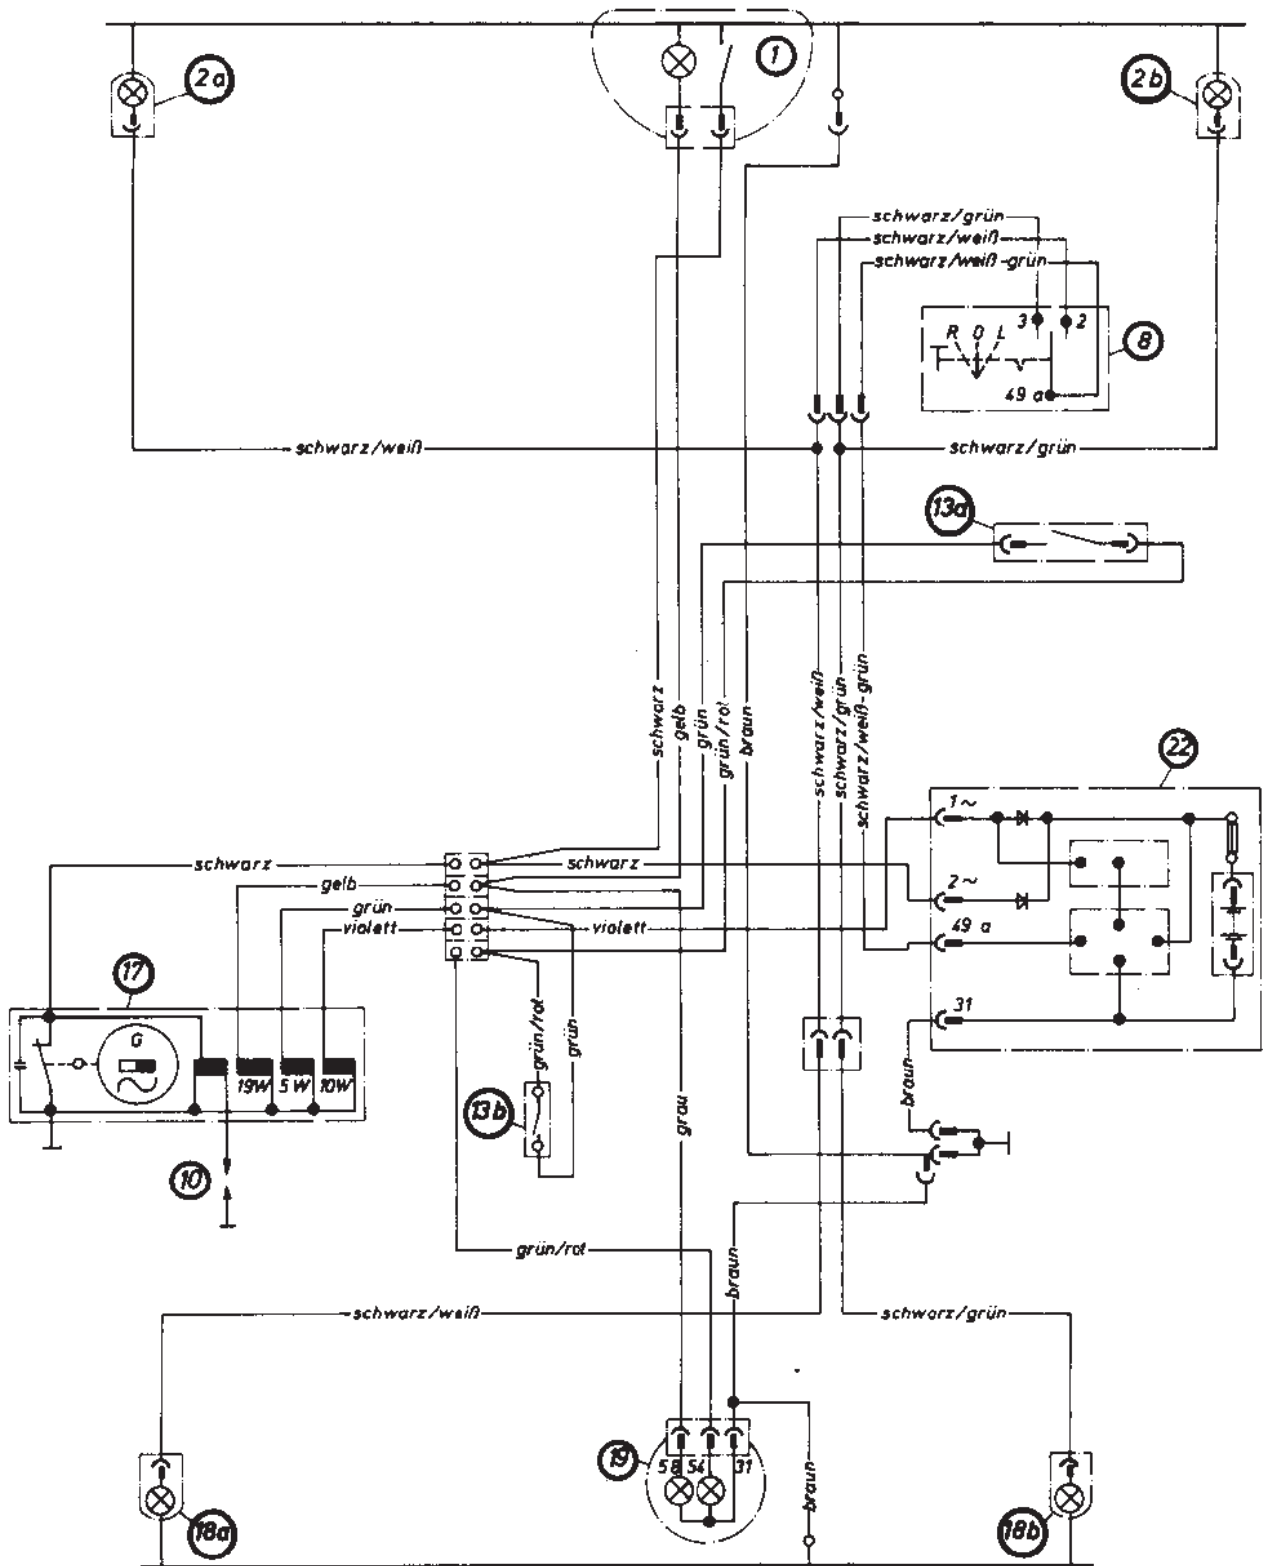 1
2a
2b
schwarz/grün
schwarz/weiß
schwarz/weiß-grün
3
2
R O L
8
49 a
schwarz/weiß
schwarz/grün
13a
schwarz
gelb
grün
grün/rot
braun
schwarz/weiß
schwarz/grün
schwarz/weiß-grün
22
1~
schwarz
schwarz
2~
gelb
grün
violett
violett
49 a
17
31
G
19W
5W
10W
grün/rot
grün
13b
grau
braun
10
grün/rot
braun
schwarz/weiß
schwarz/grün
19
58
54
31
braun
18a
18b